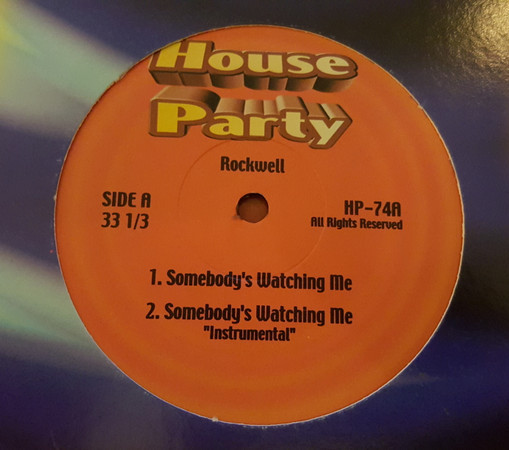 House
Party
Rockwell
SIDE A
33 1/3
HP-74A
All Rights Reserved
1. Somebody's Watching Me
2. Somebody's Watching Me
"Instrumental"